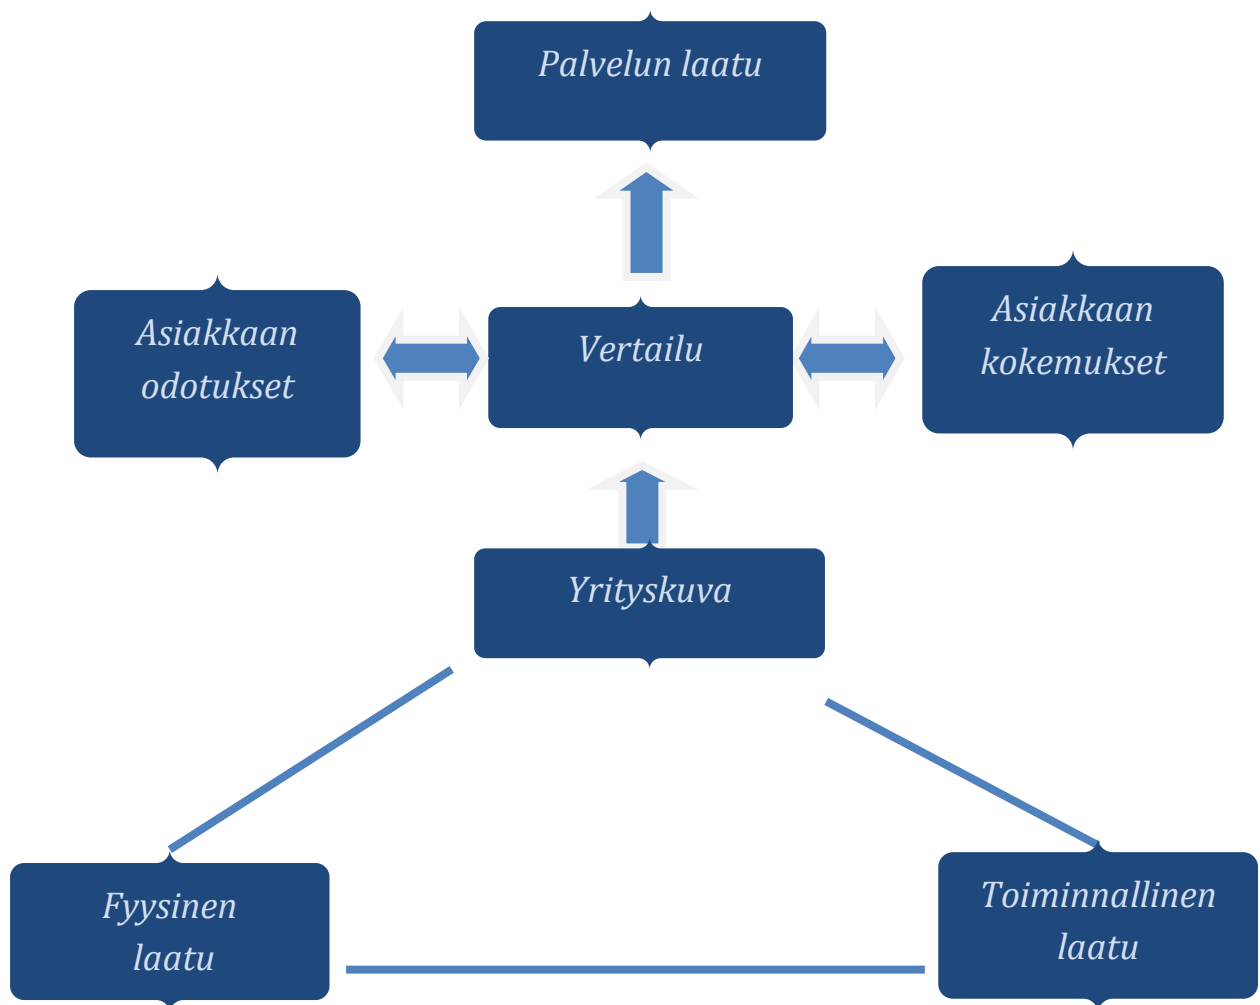 Palvelun laatu
Asiakkaan
odotukset
Vertailu
Asiakkaan
kokemukset
Yrityskuva
Fyysinen
laatu
Toiminnallinen
laatu